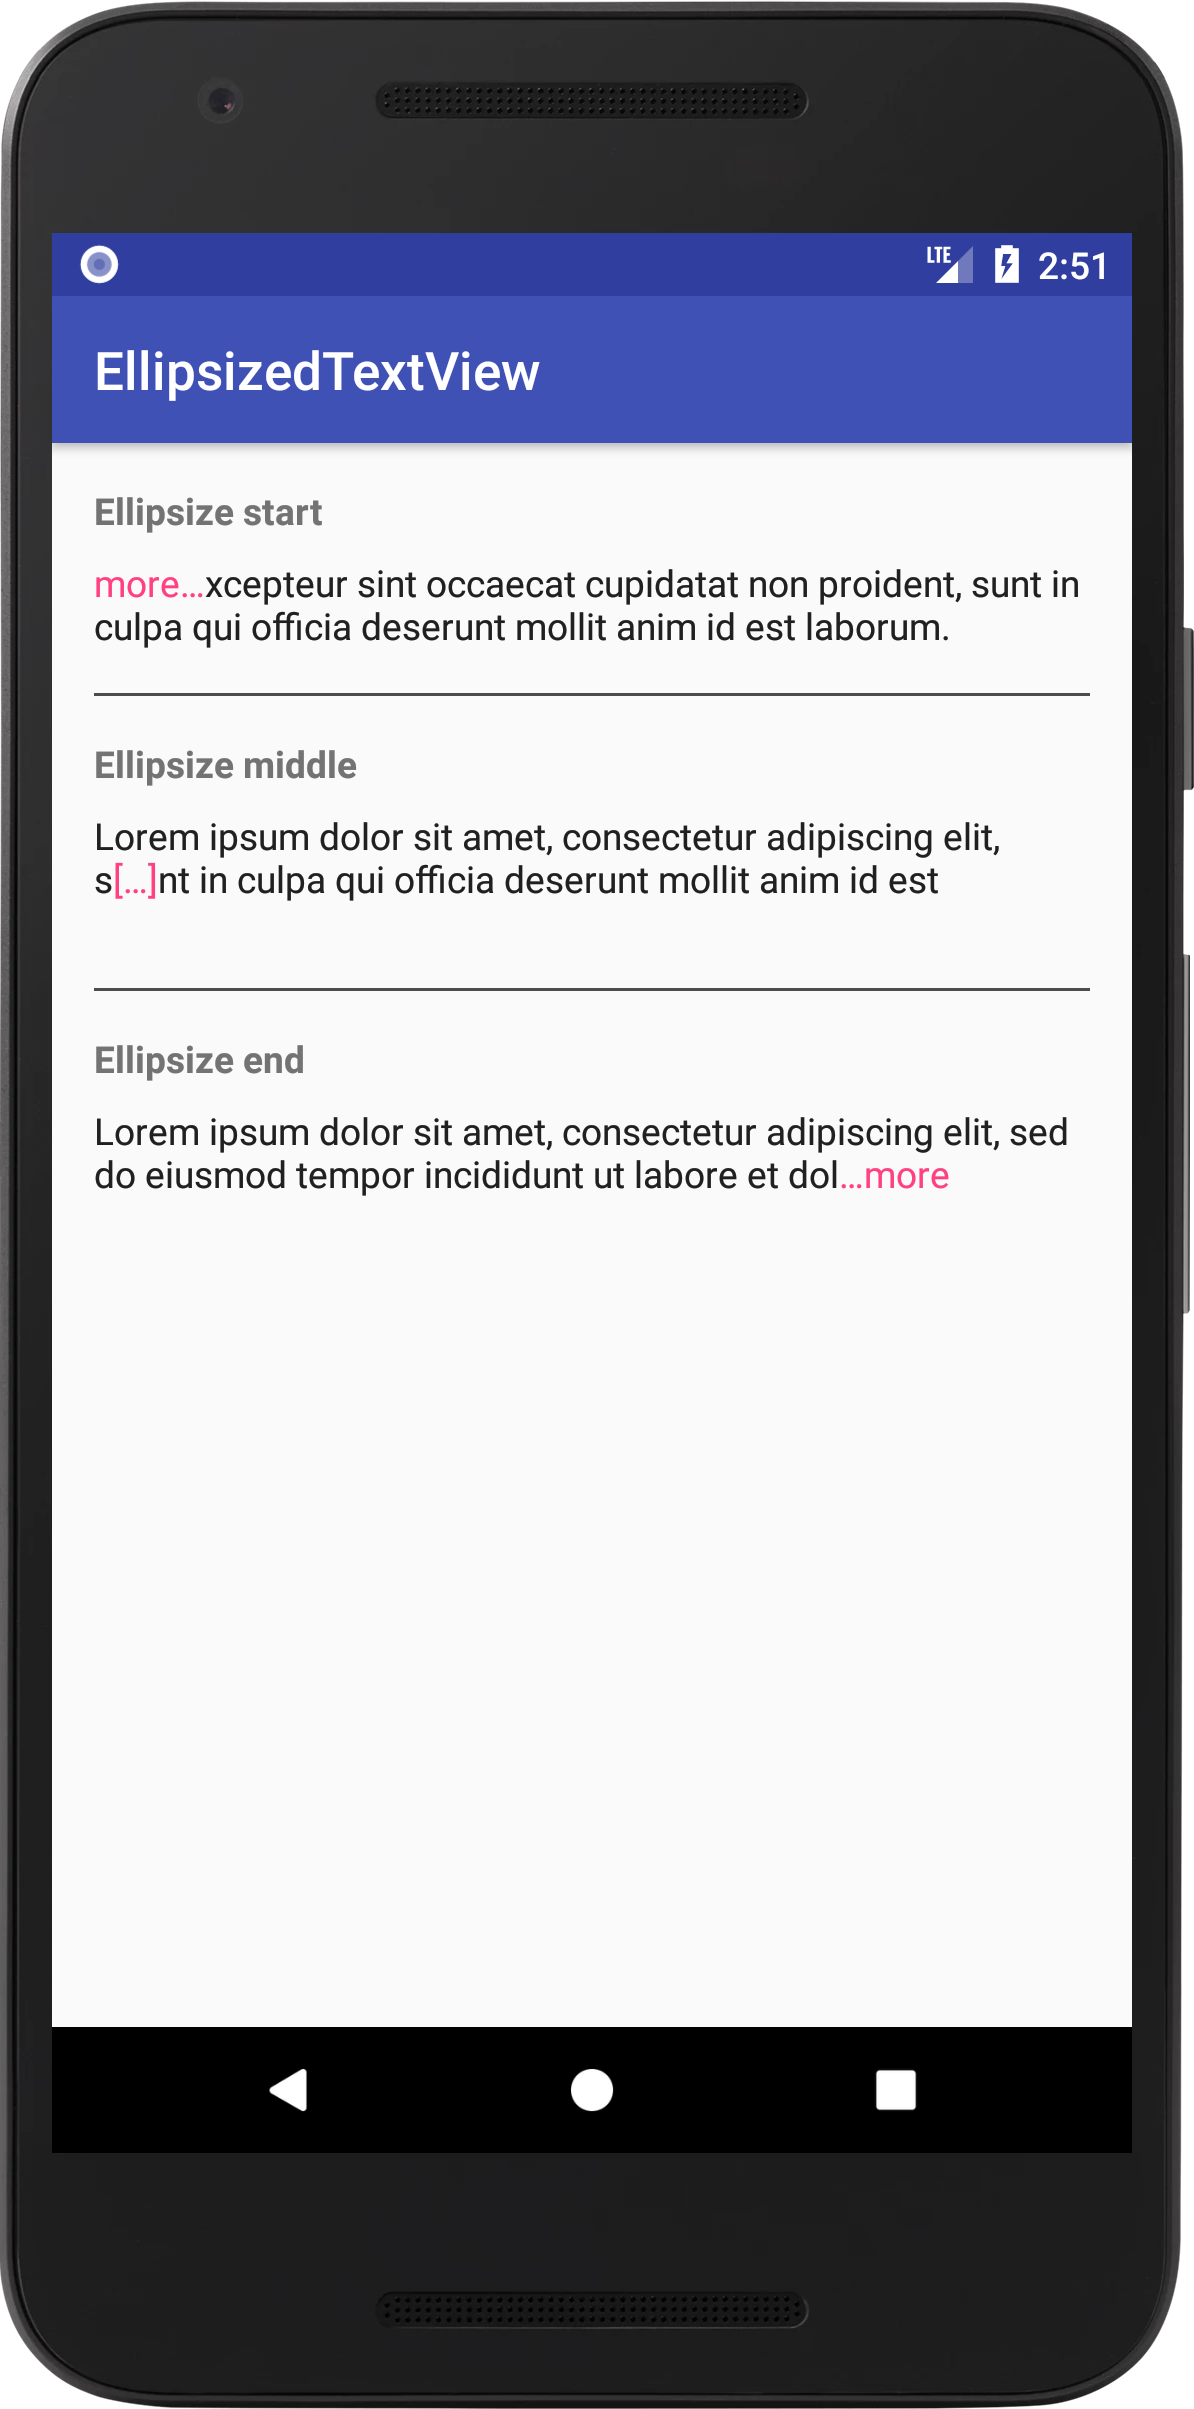 LTE 2:51
EllipsizedTextView
Ellipsize start
more…xcepteur sint occaecat cupidatat non proident, sunt in
culpa qui officia deserunt mollit anim id est laborum.
Ellipsize middle
Lorem ipsum dolor sit amet, consectetur adipiscing elit,
s[…]nt in culpa qui officia deserunt mollit anim id est
Ellipsize end
Lorem ipsum dolor sit amet, consectetur adipiscing elit, sed
do eiusmod tempor incididunt ut labore et dol…more